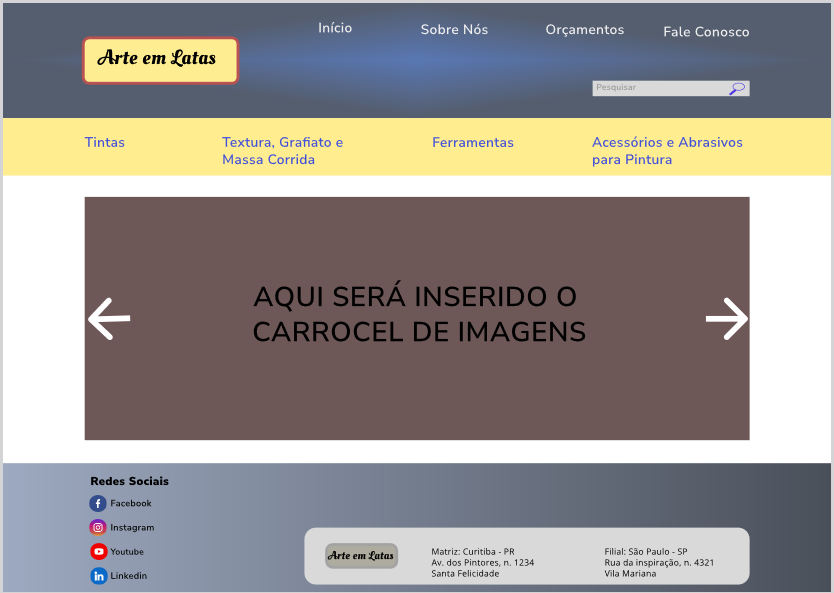 Início
Sobre Nós
Orçamentos
Fale Conosco
Arte em Latas
Pesquisar
Tintas
Textura, Grafiato e
Massa Corrida
Ferramentas
Acessórios e Abrasivos
para Pintura
AQUI SERÁ INSERIDO O
CARROCEL DE IMAGENS
Redes Sociais
Facebook
Instagram
Youtube
Linkedin
Arte em Latas
Matriz: Curitiba - PR
Av. dos Pintores, n. 1234
Santa Felicidade
Filial: São Paulo - SP
Rua da inspiração, n. 4321
Vila Mariana